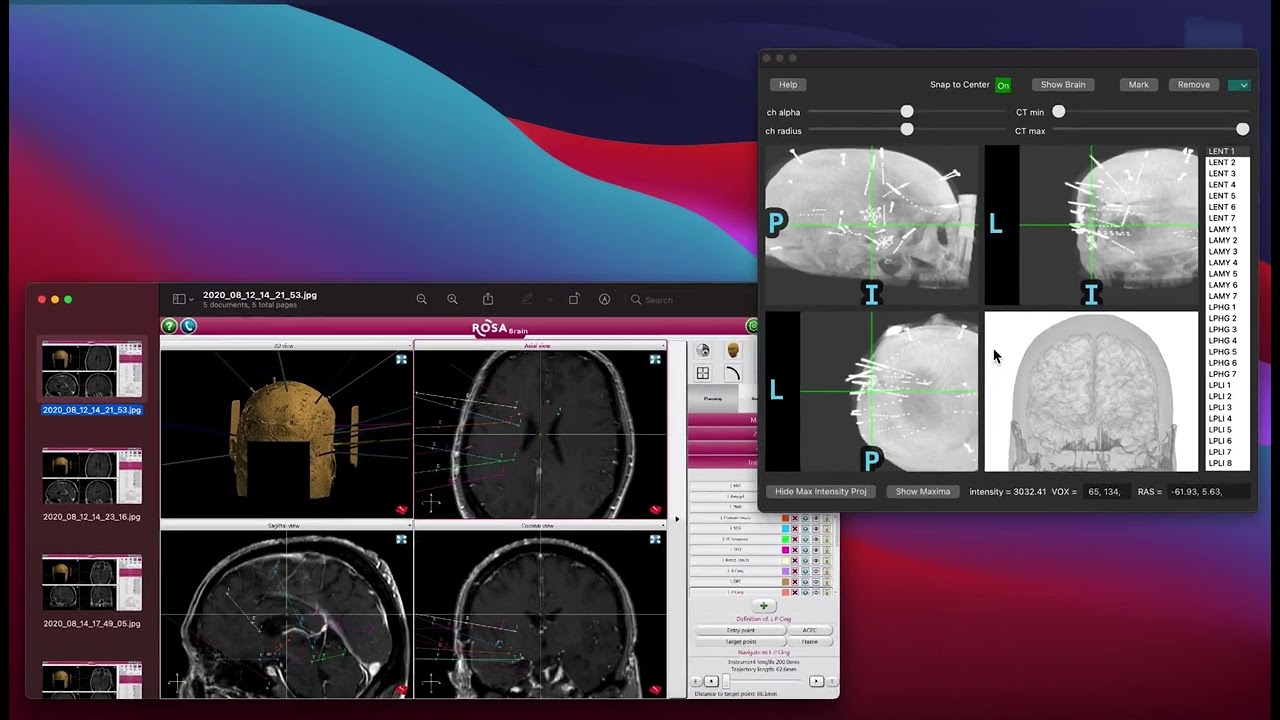 Help
Snap to Center On
Show Brain
Mark
Remove
ch alpha
CT min
ch radius
CT max
P
I
L
I
L
P
LENT 1
LENT 2
LENT 3
LENT 4
LENT 5
LENT 6
LENT 7
LAMY 1
LAMY 2
LAMY 3
LAMY 4
LAMY 5
LAMY 6
LAMY 7
LPHG 1
LPHG 2
LPHG 3
LPHG 4
LPHG 5
LPHG 6
LPHG 7
LPLI 1
LPLI 2
LPLI 3
LPLI 4
LPLI 5
LPLI 6
LPLI 7
LPLI 8
Hide Max Intensity Proj
Show Maxima
intensity = 3032.41 VOX = 65, 134,
RAS = -61.93, 5.63,
2020_08_12_14_21_53.jpg
5 documents, 5 total pages
Search
2020_08_12_14_21_53.jpg
2020_08_12_14_23_16.jpg
2020_08_14_17_49_05.jpg
ROSA Brain
3D view
Axial view
Sagittal view
Coronal view
Planning
Definition of L P Cing
Entry point
ACPC
Target point
Frame
Navigate in L P Cing
Instrument length: 200.0mm
Trajectory length: 62.6mm
Distance to target point: 86.1mm